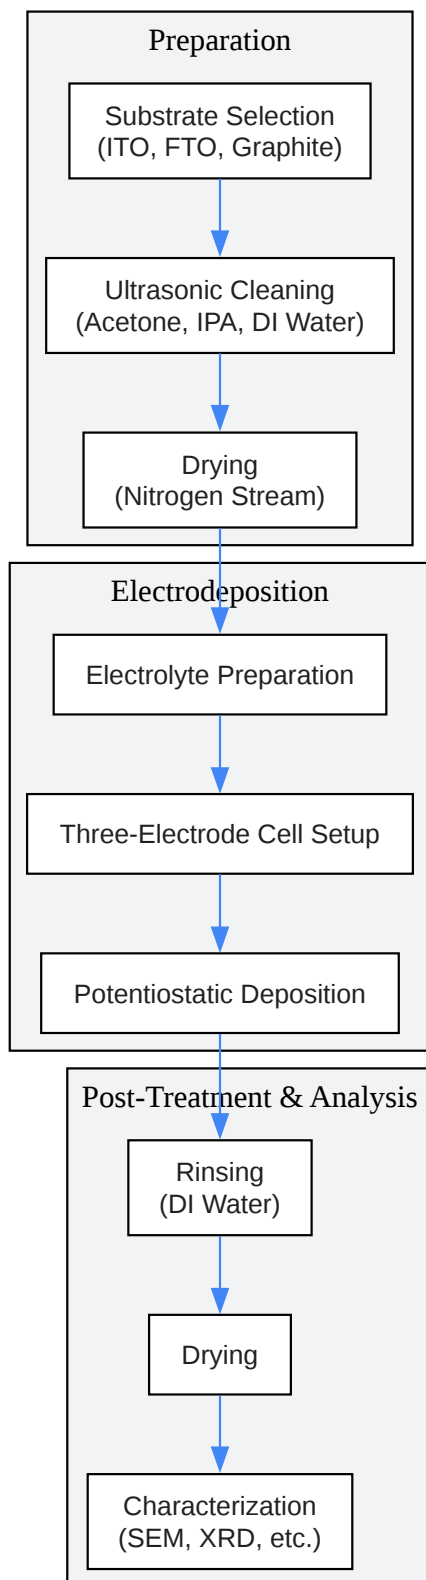 Preparation
Substrate Selection
(ITO, FTO, Graphite)
Ultrasonic Cleaning
(Acetone, IPA, DI Water)
Drying
(Nitrogen Stream)
Electrodeposition
Electrolyte Preparation
Three-Electrode Cell Setup
Potentiostatic Deposition
Post-Treatment & Analysis
Rinsing
(DI Water)
Drying
Characterization
(SEM, XRD, etc.)